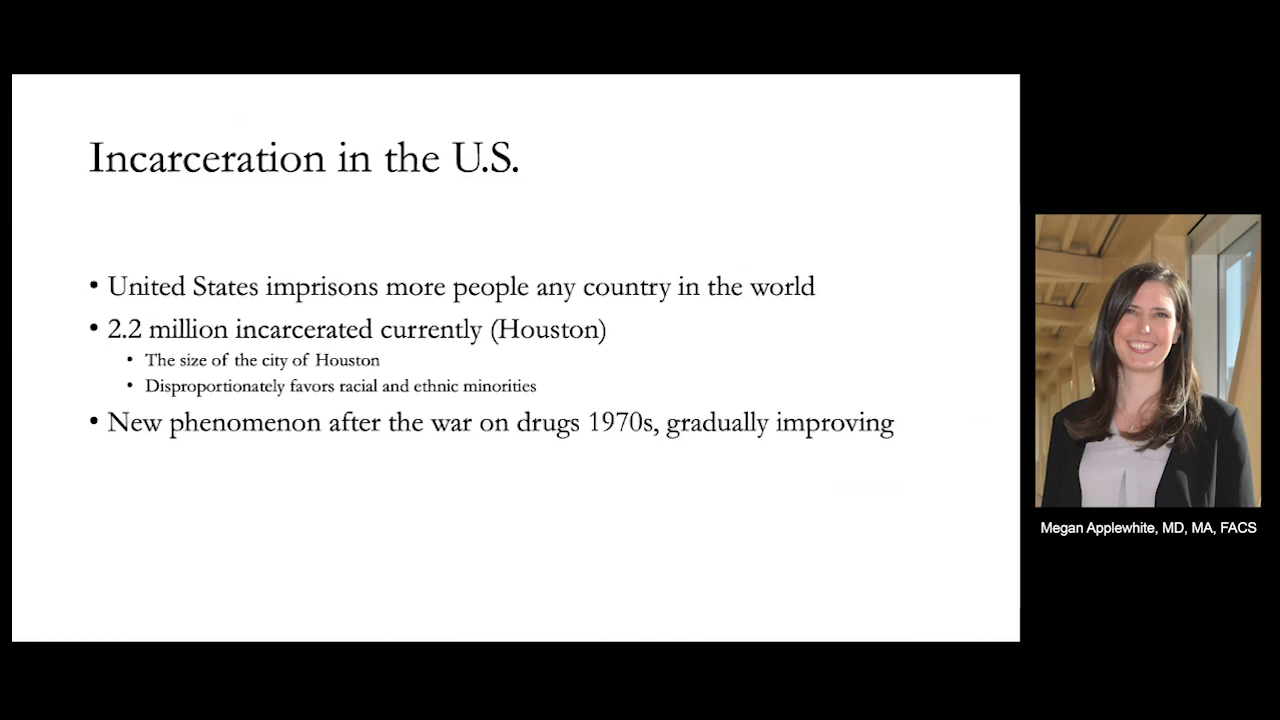 Incarceration in the U.S.
• United States imprisons more people any country in the world
• 2.2 million incarcerated currently (Houston)
• The size of the city of Houston
• Disproportionately favors racial and ethnic minorities
• New phenomenon after the war on drugs 1970s, gradually improving
Megan Applewhite, MD, MA, FACS